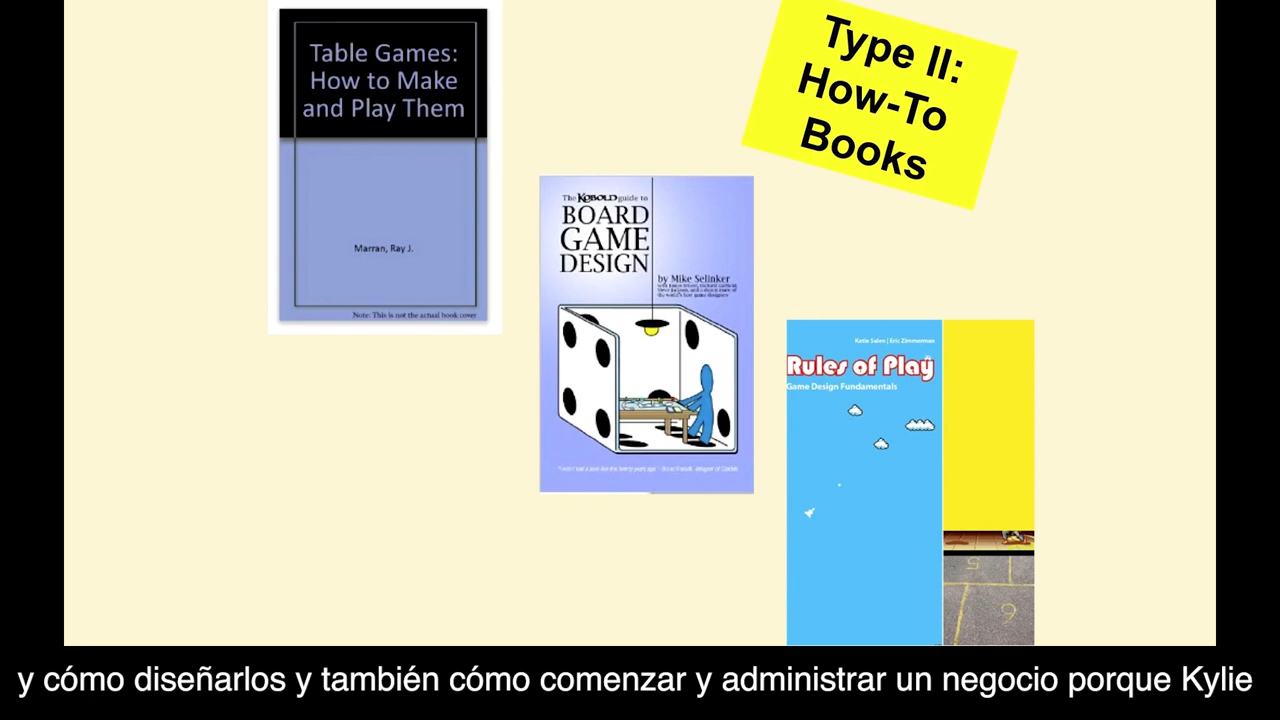 Table Games:
How to Make
and Play Them
Marran, Ray J.
Note: This is not the actual book cover
Type II:
How-To
Books
The KOBOLD guide to
BOARD
GAME
DESIGN
by Mike Selinker
Katie Salen | Eric Zimmerman
Rules of Play
Game Design Fundamentals
5
6
y cómo diseñarlos y también cómo comenzar y administrar un negocio porque Kylie